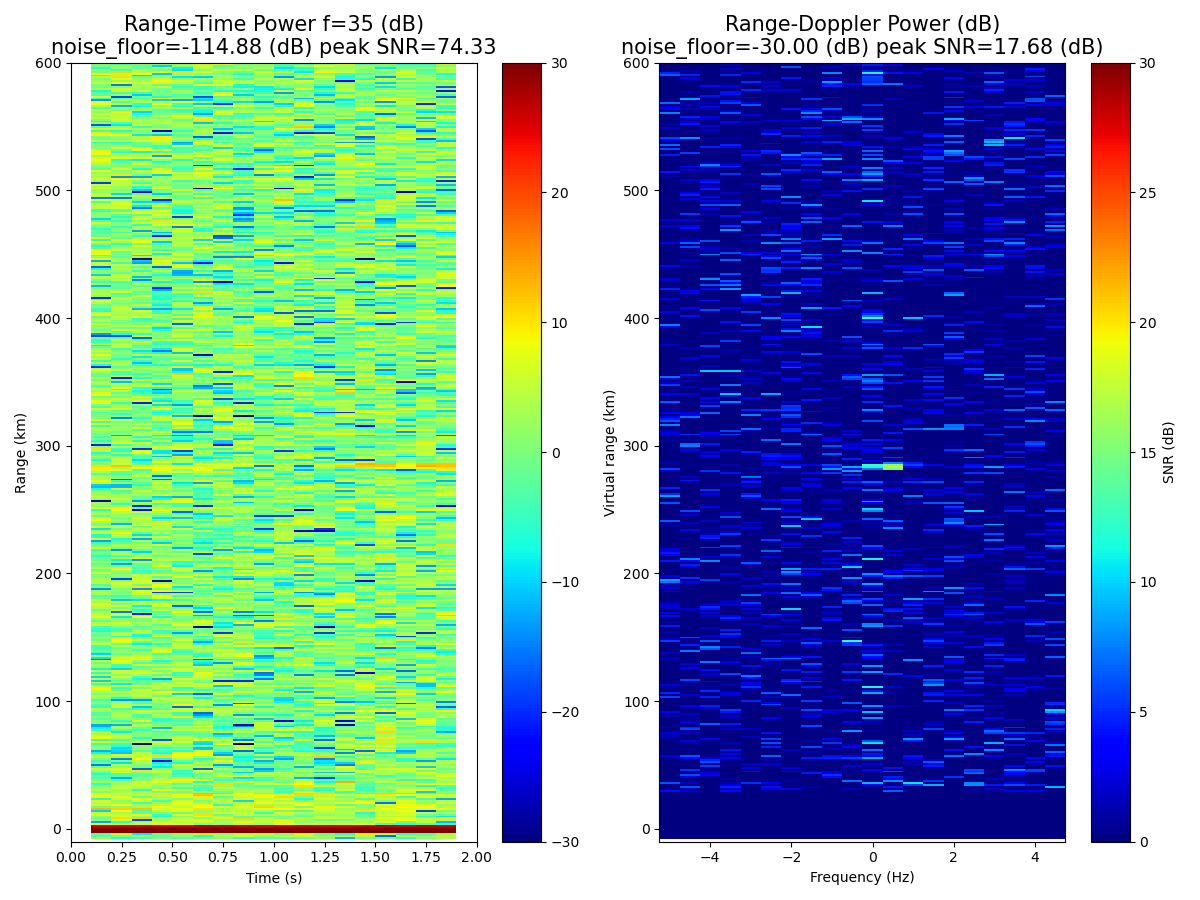 Range-Time Power f=35 (dB)
noise_floor=-114.88 (dB) peak SNR=74.33
600
500
400
300
200
100
0
Range (km)
0.00 0.25 0.50 0.75 1.00 1.25 1.50 1.75 2.00
Time (s)
30
20
10
0
−10
−20
−30
Range-Doppler Power (dB)
noise_floor=-30.00 (dB) peak SNR=17.68 (dB)
600
500
400
300
200
100
0
Virtual range (km)
−4 −2 0 2 4
Frequency (Hz)
30
25
20
15
10
5
0
SNR (dB)